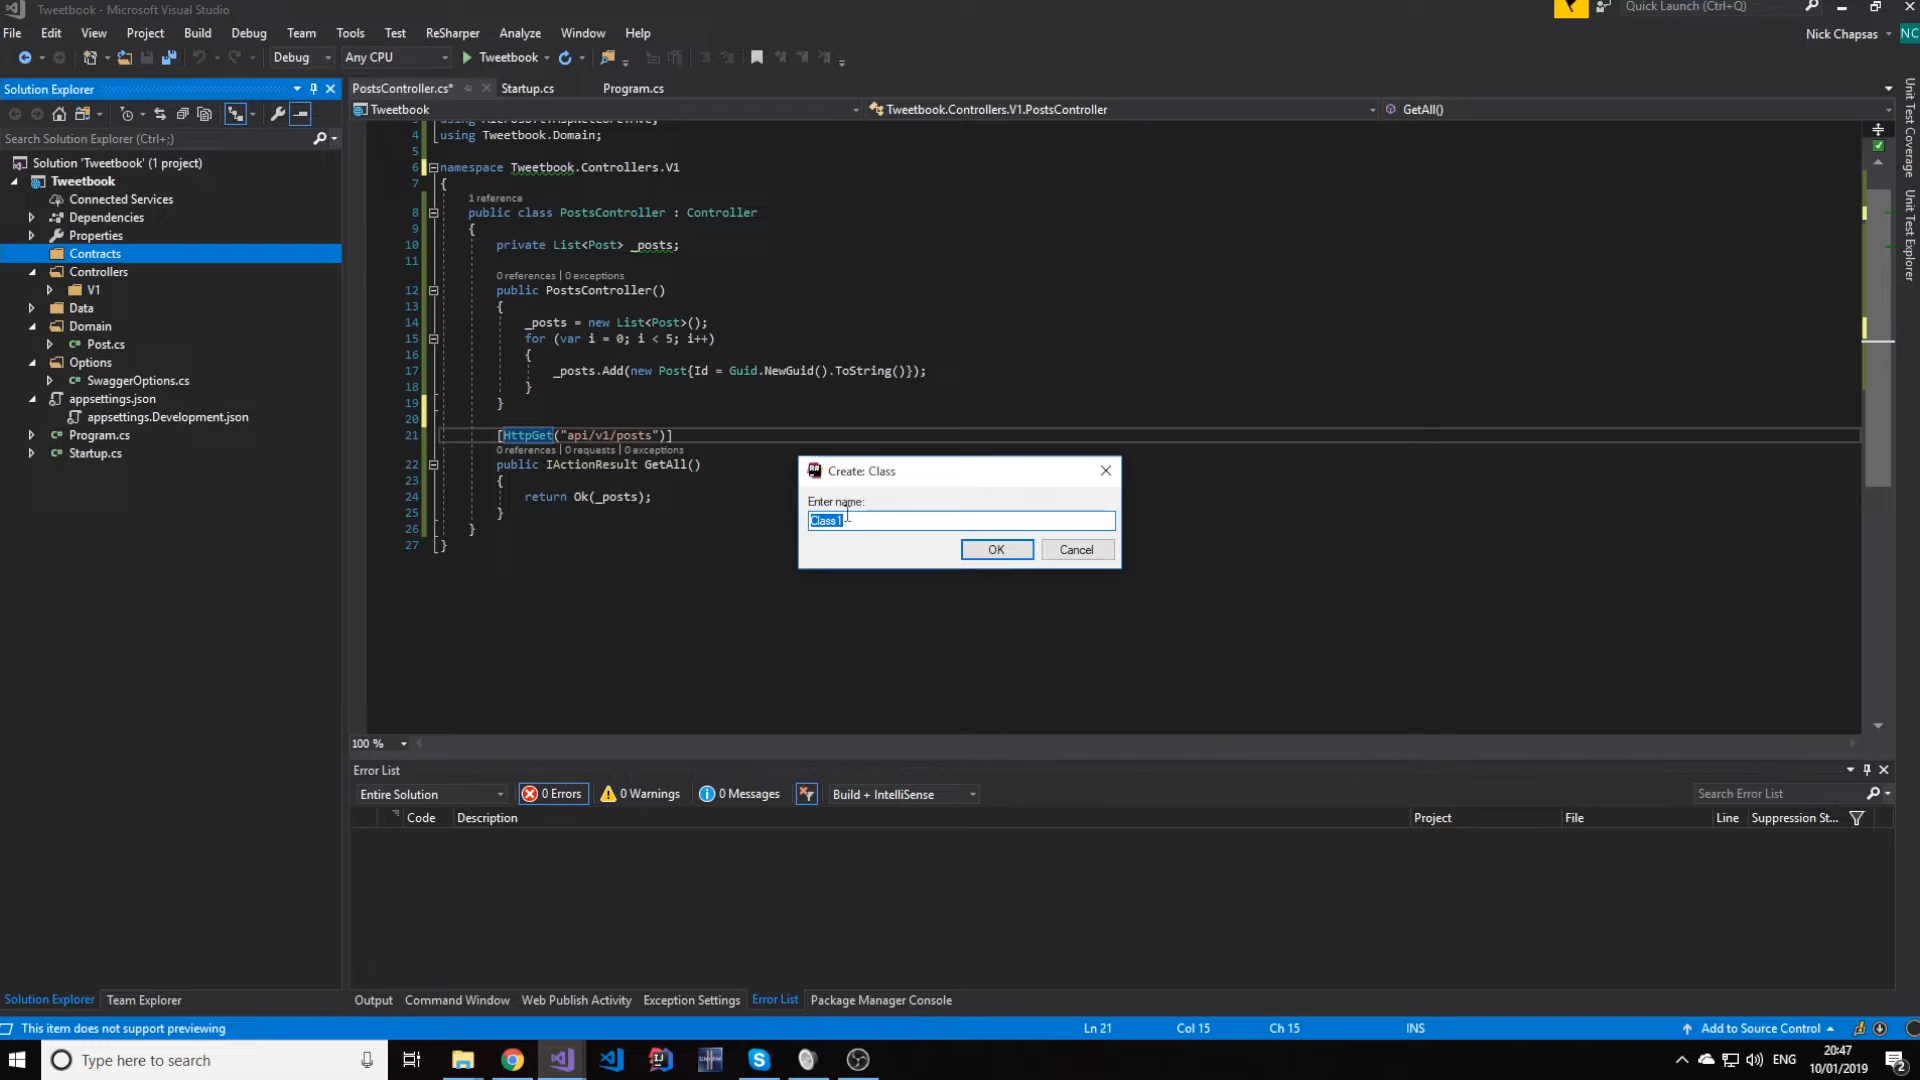 Tweetbook - Microsoft Visual Studio
Quick Launch (Ctrl+Q)
File Edit View Project Build Debug Team Tools Test ReSharper Analyze Window Help
Nick Chapsas NC
Debug Any CPU Tweetbook
Solution Explorer
Search Solution Explorer (Ctrl+;)
Solution 'Tweetbook' (1 project)
Tweetbook
Connected Services
Dependencies
Properties
Contracts
Controllers
V1
Data
Domain
Post.cs
Options
SwaggerOptions.cs
appsettings.json
appsettings.Development.json
Program.cs
Startup.cs
PostsController.cs* Startup.cs Program.cs
Tweetbook Tweetbook.Controllers.V1.PostsController GetAll()
4 using Tweetbook.Domain;
5
6 namespace Tweetbook.Controllers.V1
7 {
1 reference
8 public class PostsController : Controller
9 {
10 private List<Post> _posts;
11
0 references | 0 exceptions
12 public PostsController()
13 {
14 _posts = new List<Post>();
15 for (var i = 0; i < 5; i++)
16 {
17 _posts.Add(new Post{Id = Guid.NewGuid().ToString()});
18 }
19 }
20
21 [HttpGet("api/v1/posts")]
0 references | 0 requests | 0 exceptions
22 public IActionResult GetAll()
23 {
24 return Ok(_posts);
25 }
26 }
27 }
Create: Class
Enter name:
Class1
OK Cancel
Unit Test Coverage
Unit Test Explorer
100 %
Error List
Entire Solution 0 Errors 0 Warnings 0 Messages Build + IntelliSense Search Error List
Code Description Project File Line Suppression St...
Solution Explorer Team Explorer
Output Command Window Web Publish Activity Exception Settings Error List Package Manager Console
This item does not support previewing Ln 21 Col 15 Ch 15 INS Add to Source Control
Type here to search
ENG
20:47
10/01/2019
2